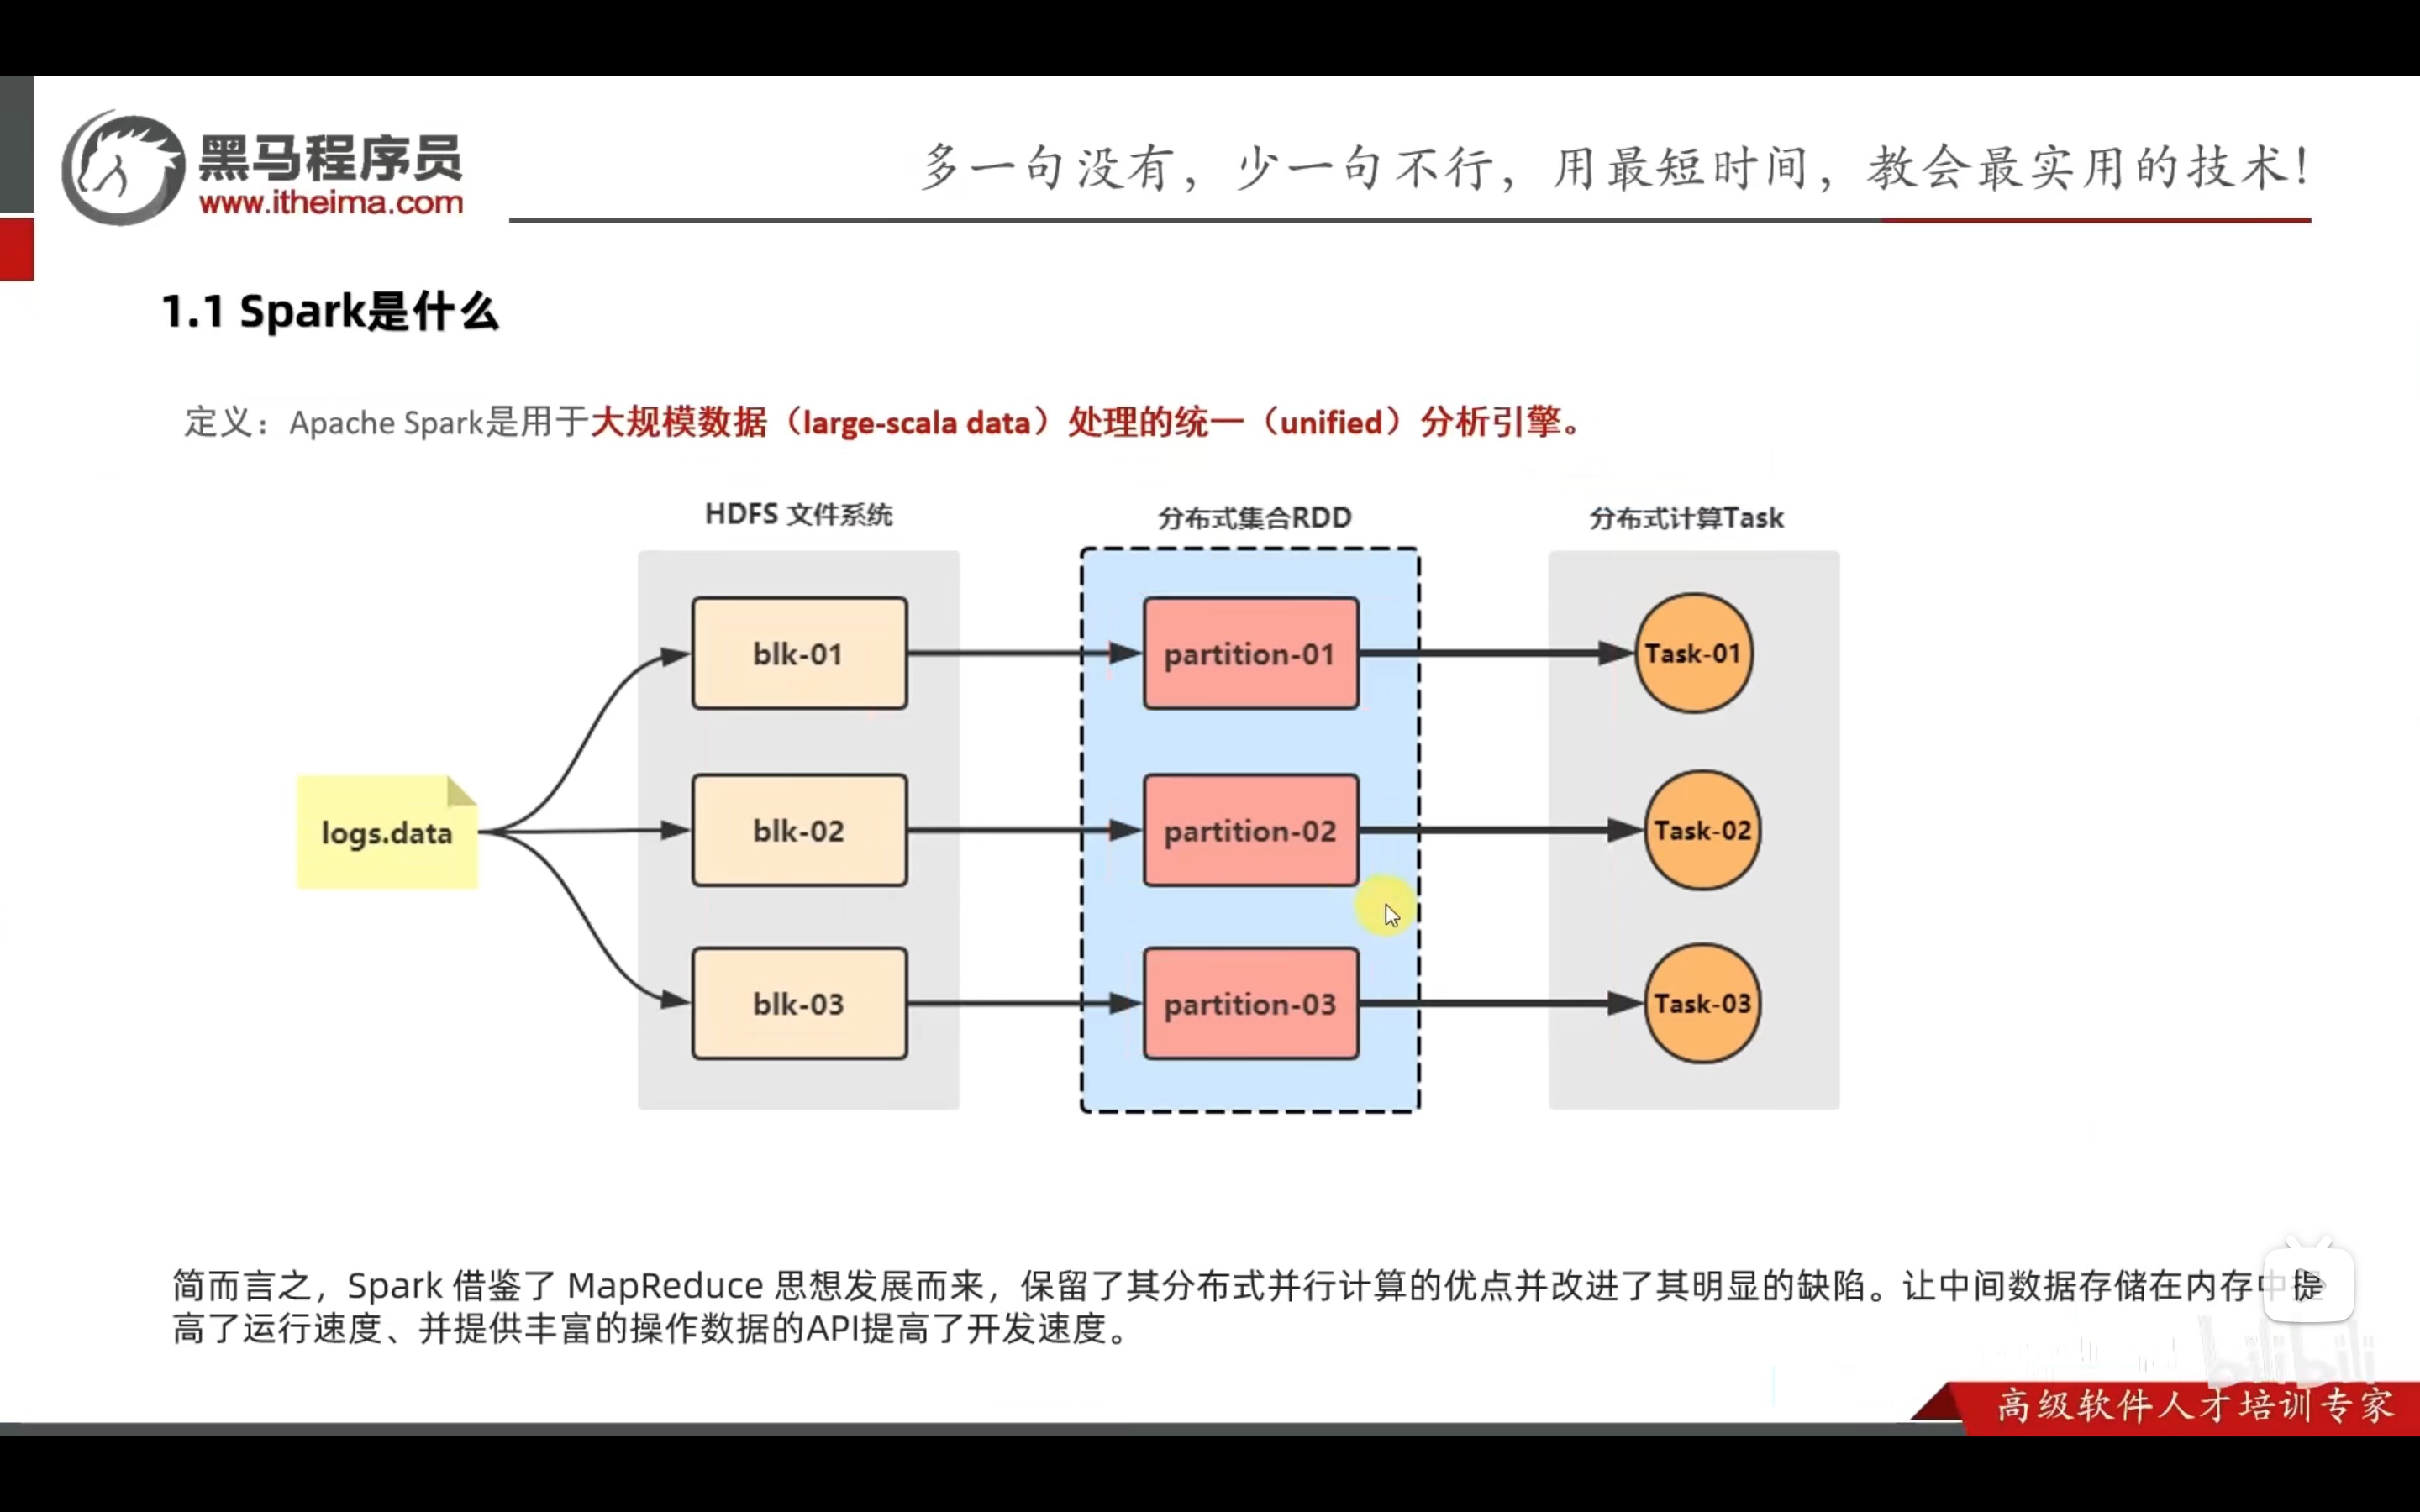 黑马程序员
www.itheima.com
多一句没有，少一句不行，用最短时间，教会最实用的技术！
1.1 Spark是什么
定义：Apache Spark是用于大规模数据（large-scala data）处理的统一（unified）分析引擎。
HDFS 文件系统
分布式集合RDD
分布式计算Task
blk-01
partition-01
Task-01
logs.data
blk-02
partition-02
Task-02
blk-03
partition-03
Task-03
简而言之，Spark 借鉴了 MapReduce 思想发展而来，保留了其分布式并行计算的优点并改进了其明显的缺陷。让中间数据存储在内存中提
高了运行速度、并提供丰富的操作数据的API提高了开发速度。
bilibili
高级软件人才培训专家